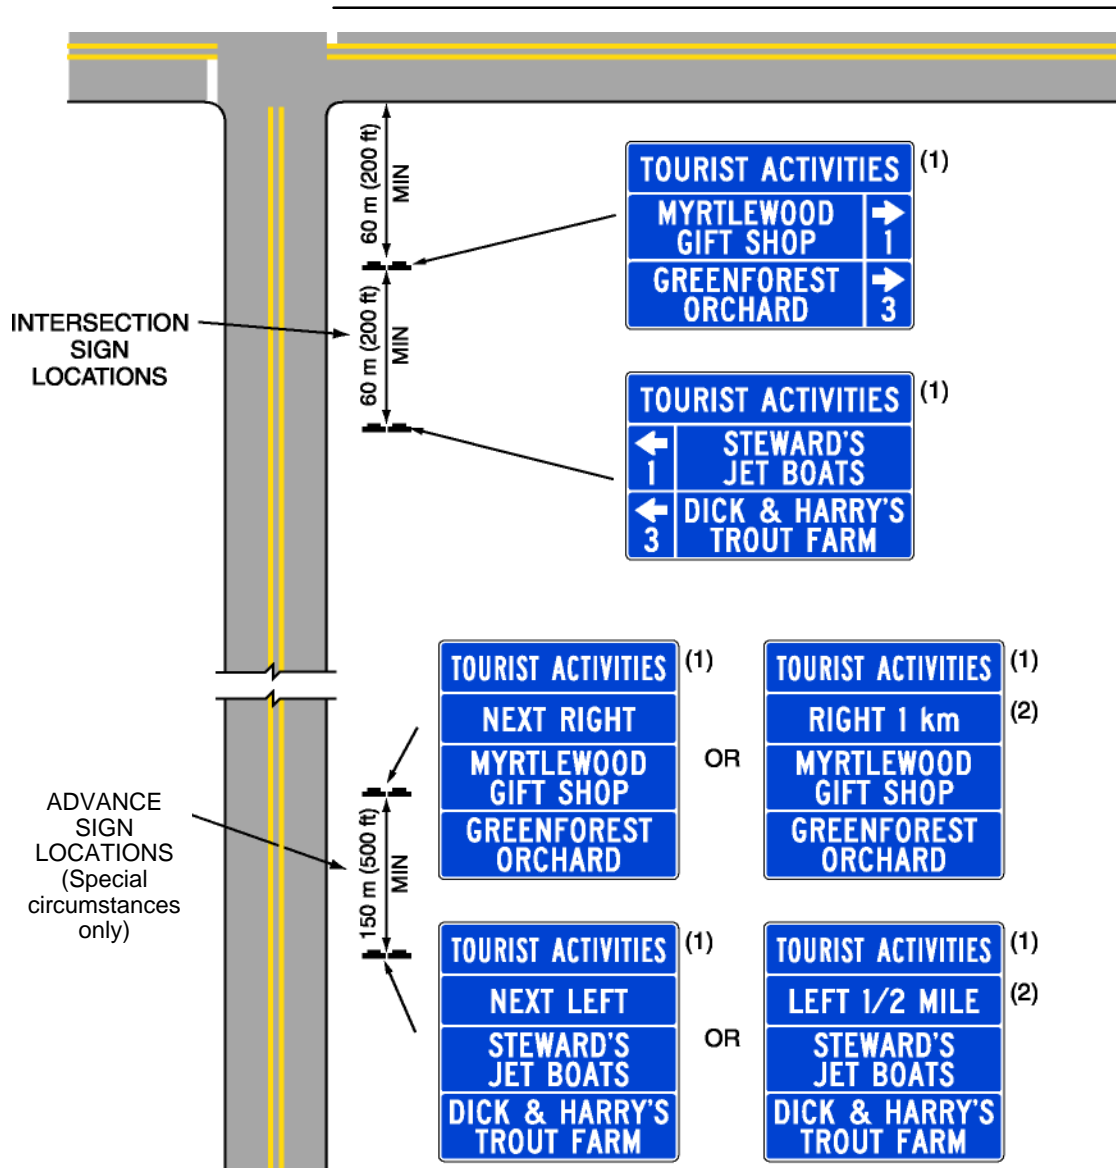 60 m (200 ft)
MIN
TOURIST ACTIVITIES (1)
MYRTLEWOOD
GIFT SHOP
1
GREENFOREST
ORCHARD
3
INTERSECTION
SIGN
LOCATIONS
60 m (200 ft)
MIN
TOURIST ACTIVITIES (1)
1
STEWARD'S
JET BOATS
3
DICK & HARRY'S
TROUT FARM
ADVANCE
SIGN
LOCATIONS
(Special
circumstances
only)
150 m (500 ft)
MIN
TOURIST ACTIVITIES (1)
NEXT RIGHT
MYRTLEWOOD
GIFT SHOP
GREENFOREST
ORCHARD
OR
TOURIST ACTIVITIES (1)
RIGHT 1 km (2)
MYRTLEWOOD
GIFT SHOP
GREENFOREST
ORCHARD
TOURIST ACTIVITIES (1)
NEXT LEFT
STEWARD'S
JET BOATS
DICK & HARRY'S
TROUT FARM
OR
TOURIST ACTIVITIES (1)
LEFT 1/2 MILE (2)
STEWARD'S
JET BOATS
DICK & HARRY'S
TROUT FARM